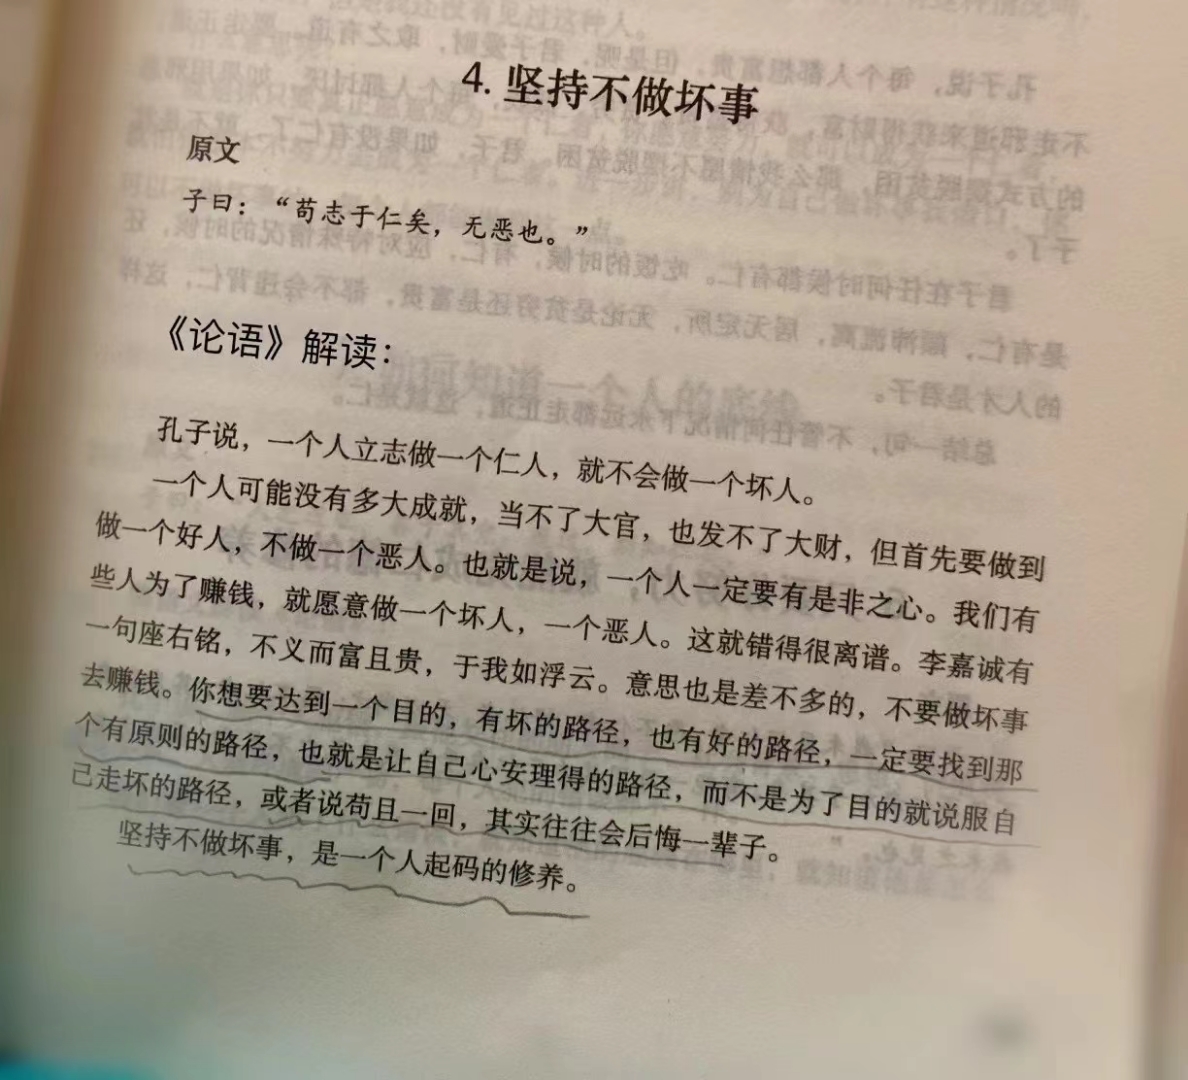 4. 坚持不做坏事
原文
子曰：“苟志于仁矣，无恶也。”
《论语》解读：
孔子说，一个人立志做一个仁人，就不会做一个坏人。
一个人可能没有多大成就，当不了大官，也发不了大财，但首先要做到
做一个好人，不做一个恶人。也就是说，一个人一定要有是非之心。我们有
些人为了赚钱，就愿意做一个坏人，一个恶人。这就错得很离谱。李嘉诚有
一句座右铭，不义而富且贵，于我如浮云。意思也是差不多的，不要做坏事
去赚钱。你想要达到一个目的，有坏的路径，也有好的路径，一定要找到那
个有原则的路径，也就是让自己心安理得的路径，而不是为了目的就说服自
己走坏的路径，或者说苟且一回，其实往往会后悔一辈子。
坚持不做坏事，是一个人起码的修养。